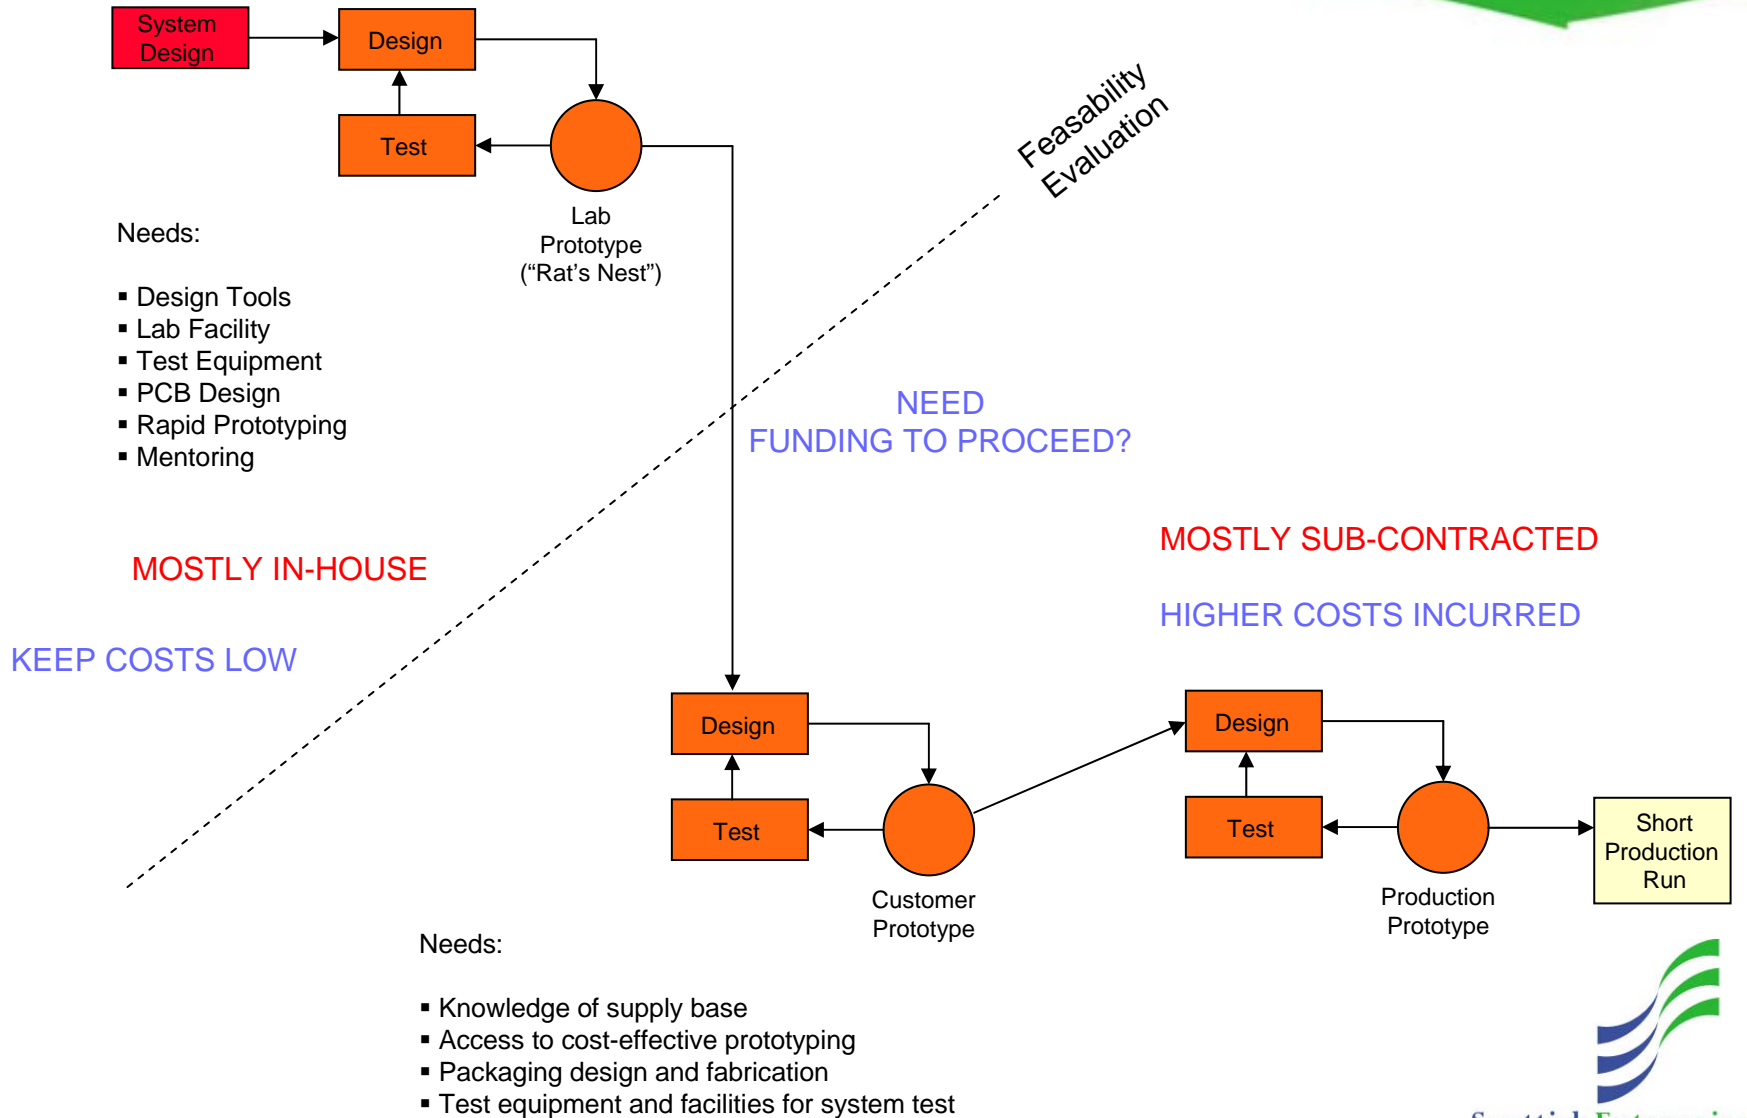 System
Design
Design
Test
Lab
Prototype
(“Rat’s Nest”)
Feasability
Evaluation
Needs:
▪ Design Tools
▪ Lab Facility
▪ Test Equipment
▪ PCB Design
▪ Rapid Prototyping
▪ Mentoring
NEED
FUNDING TO PROCEED?
MOSTLY IN-HOUSE
KEEP COSTS LOW
MOSTLY SUB-CONTRACTED
HIGHER COSTS INCURRED
Design
Test
Customer
Prototype
Design
Test
Production
Prototype
Short
Production
Run
Needs:
▪ Knowledge of supply base
▪ Access to cost-effective prototyping
▪ Packaging design and fabrication
▪ Test equipment and facilities for system test